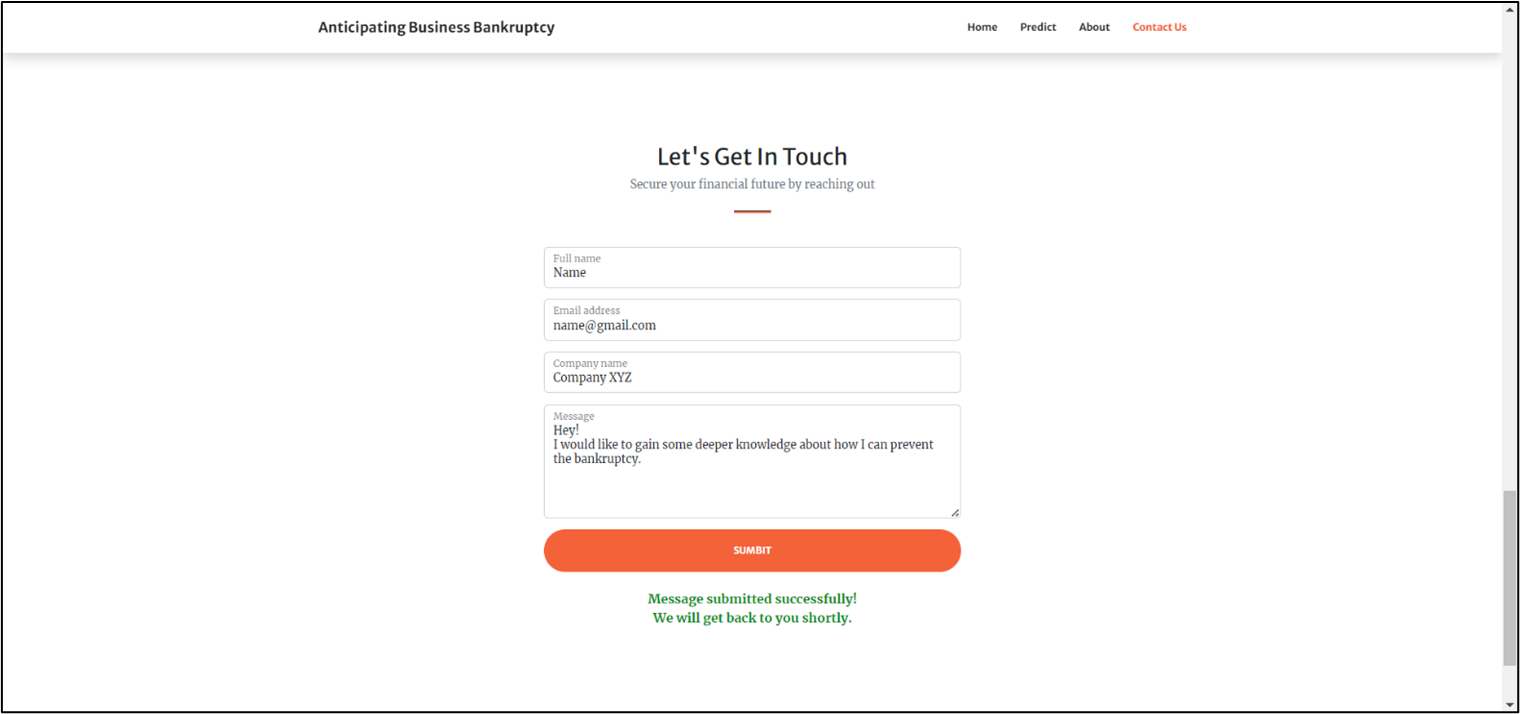 Anticipating Business Bankruptcy
Home Predict About Contact Us
Let's Get In Touch
Secure your financial future by reaching out
Full name
Name
Email address
name@gmail.com
Company name
Company XYZ
Message
Hey!
I would like to gain some deeper knowledge about how I can prevent
the bankruptcy.
SUMBIT
Message submitted successfully!
We will get back to you shortly.